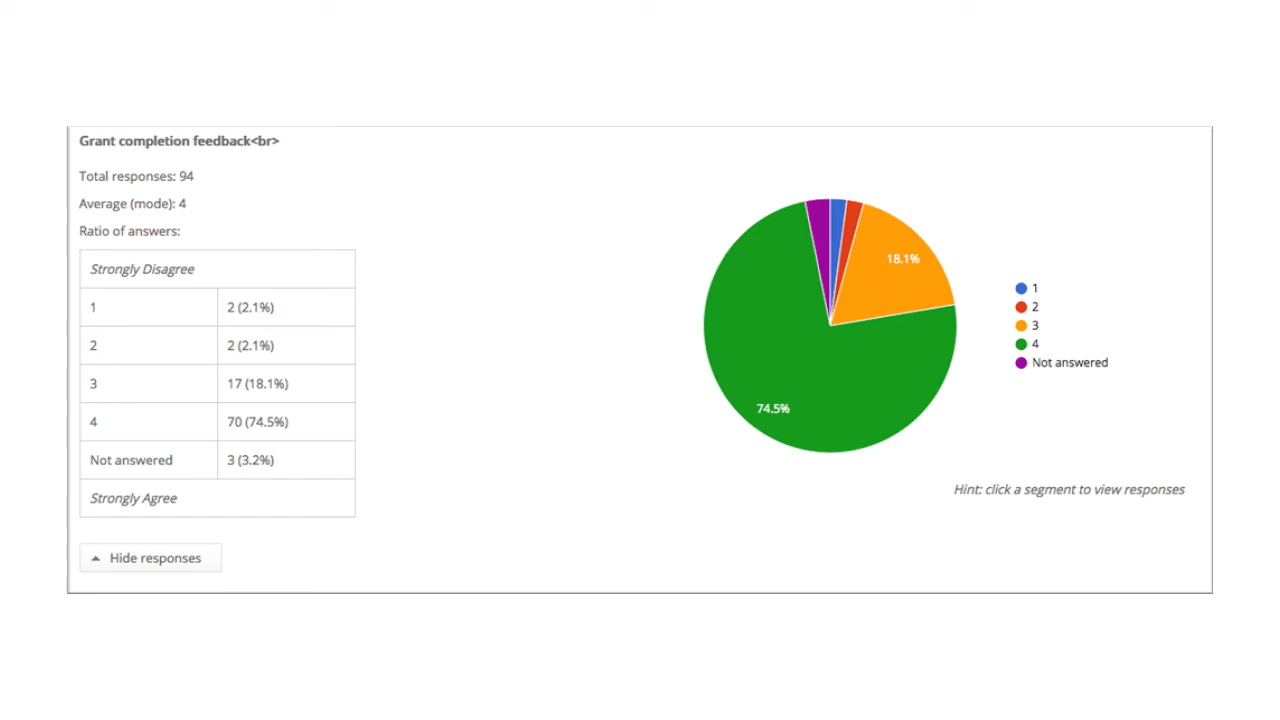 Grant completion feedback<br>
Total responses: 94
Average (mode): 4
Ratio of answers:
Strongly Disagree
1 2 (2.1%)
2 2 (2.1%)
3 17 (18.1%)
4 70 (74.5%)
Not answered 3 (3.2%)
Strongly Agree
Hide responses
18.1%
74.5%
1
2
3
4
Not answered
Hint: click a segment to view responses